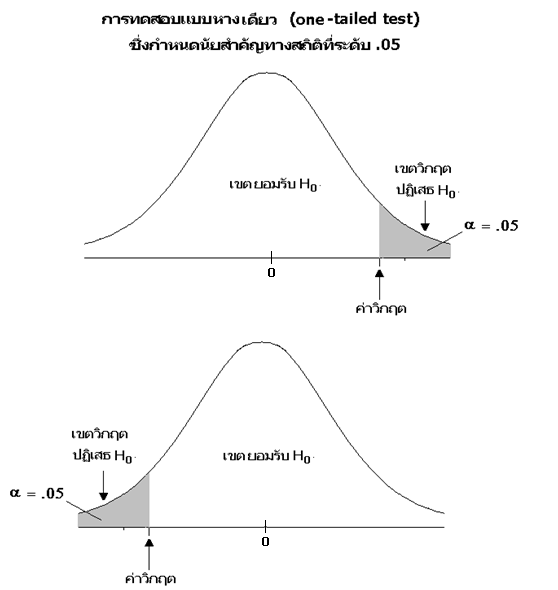 การทดสอบแบบหางเดียว (one-tailed test)
ซึ่งกำหนดนัยสำคัญทางสถิติที่ระดับ .05
เขตยอมรับ H0
เขตวิกฤต
ปฏิเสธ H0
α = .05
0
ค่าวิกฤต
เขตวิกฤต
ปฏิเสธ H0
เขตยอมรับ H0
α = .05
0
ค่าวิกฤต